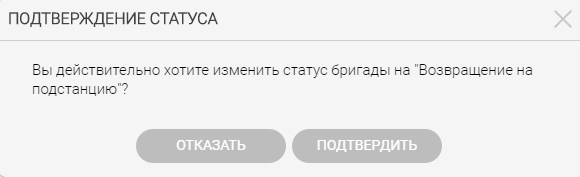 ПОДТВЕРЖДЕНИЕ СТАТУСА
Вы действительно хотите изменить статус бригады на "Возвращение на
подстанцию"?
ОТКАЗАТЬ ПОДТВЕРДИТЬ